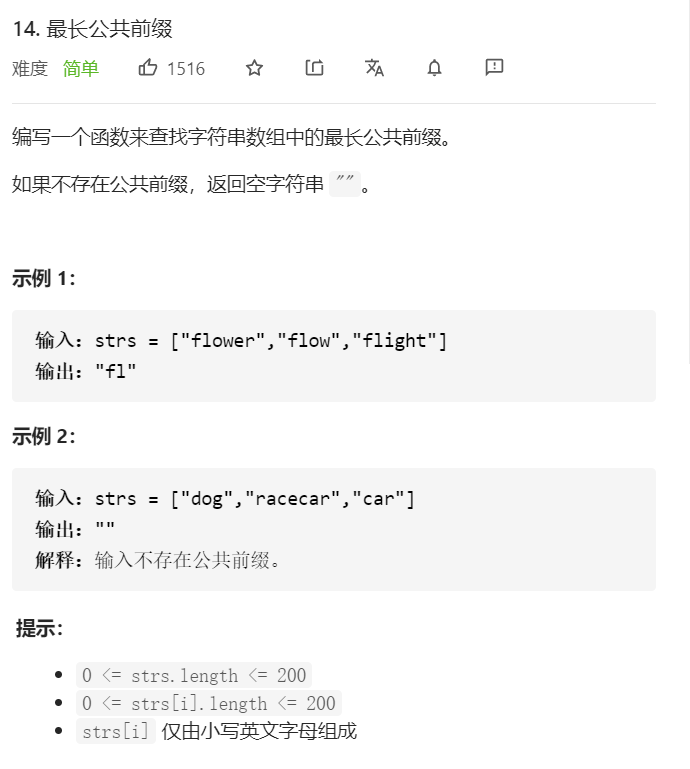 14. 最长公共前缀
难度 简单 1516
编写一个函数来查找字符串数组中的最长公共前缀。
如果不存在公共前缀，返回空字符串 ""。
示例 1：
输入：strs = ["flower","flow","flight"]
输出："fl"
示例 2：
输入：strs = ["dog","racecar","car"]
输出：""
解释：输入不存在公共前缀。
提示：
0 <= strs.length <= 200
0 <= strs[i].length <= 200
strs[i] 仅由小写英文字母组成